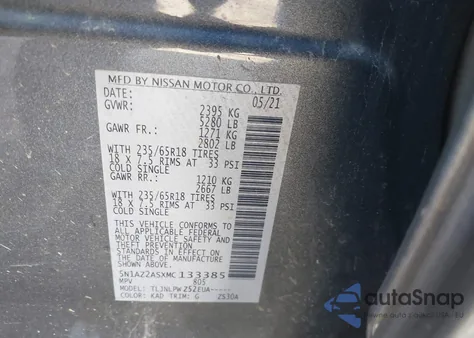 MFD BY NISSAN MOTOR CO., LTD.
DATE: 05/21
GVWR: 2395 KG
5280 LB
GAWR FR.: 1271 KG
2802 LB
WITH 235/65R18 TIRES
18 X 7.5 RIMS AT 33 PSI
COLD SINGLE
GAWR RR.: 1210 KG
2667 LB
WITH 235/65R18 TIRES
18 X 7.5 RIMS AT 33 PSI
COLD SINGLE
THIS VEHICLE CONFORMS TO
ALL APPLICABLE FEDERAL
MOTOR VEHICLE SAFETY AND
THEFT PREVENTION
STANDARDS IN EFFECT ON
THE DATE OF MANUFACTURE
SHOWN ABOVE.
5N1AZ2ASXMC133385
MPV 805
MODEL: TLJNLPW Z52EUA-----
COLOR: KAD TRIM: G Z5304
AutoSnap